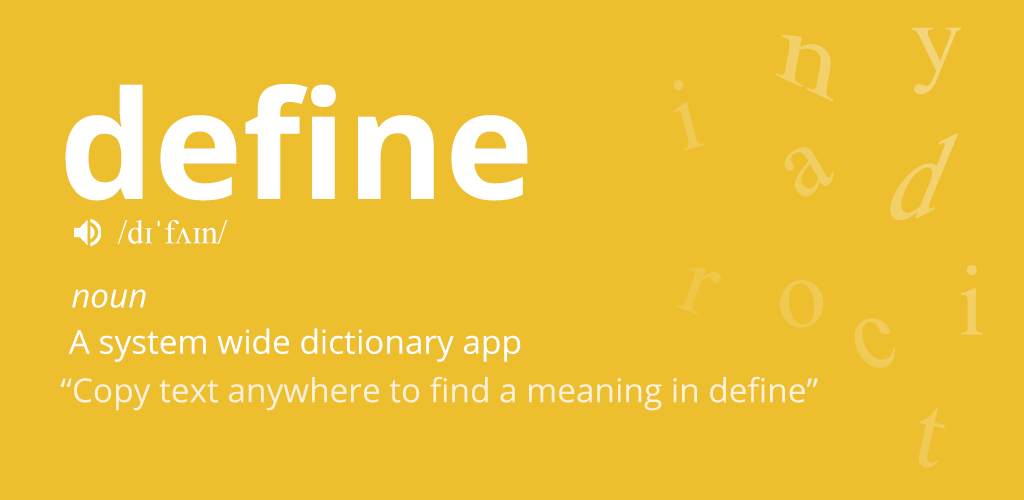 define
/dɪˈfʌɪn/
noun
A system wide dictionary app
“Copy text anywhere to find a meaning in define”
n
y
i
a
d
r
o
i
c
t